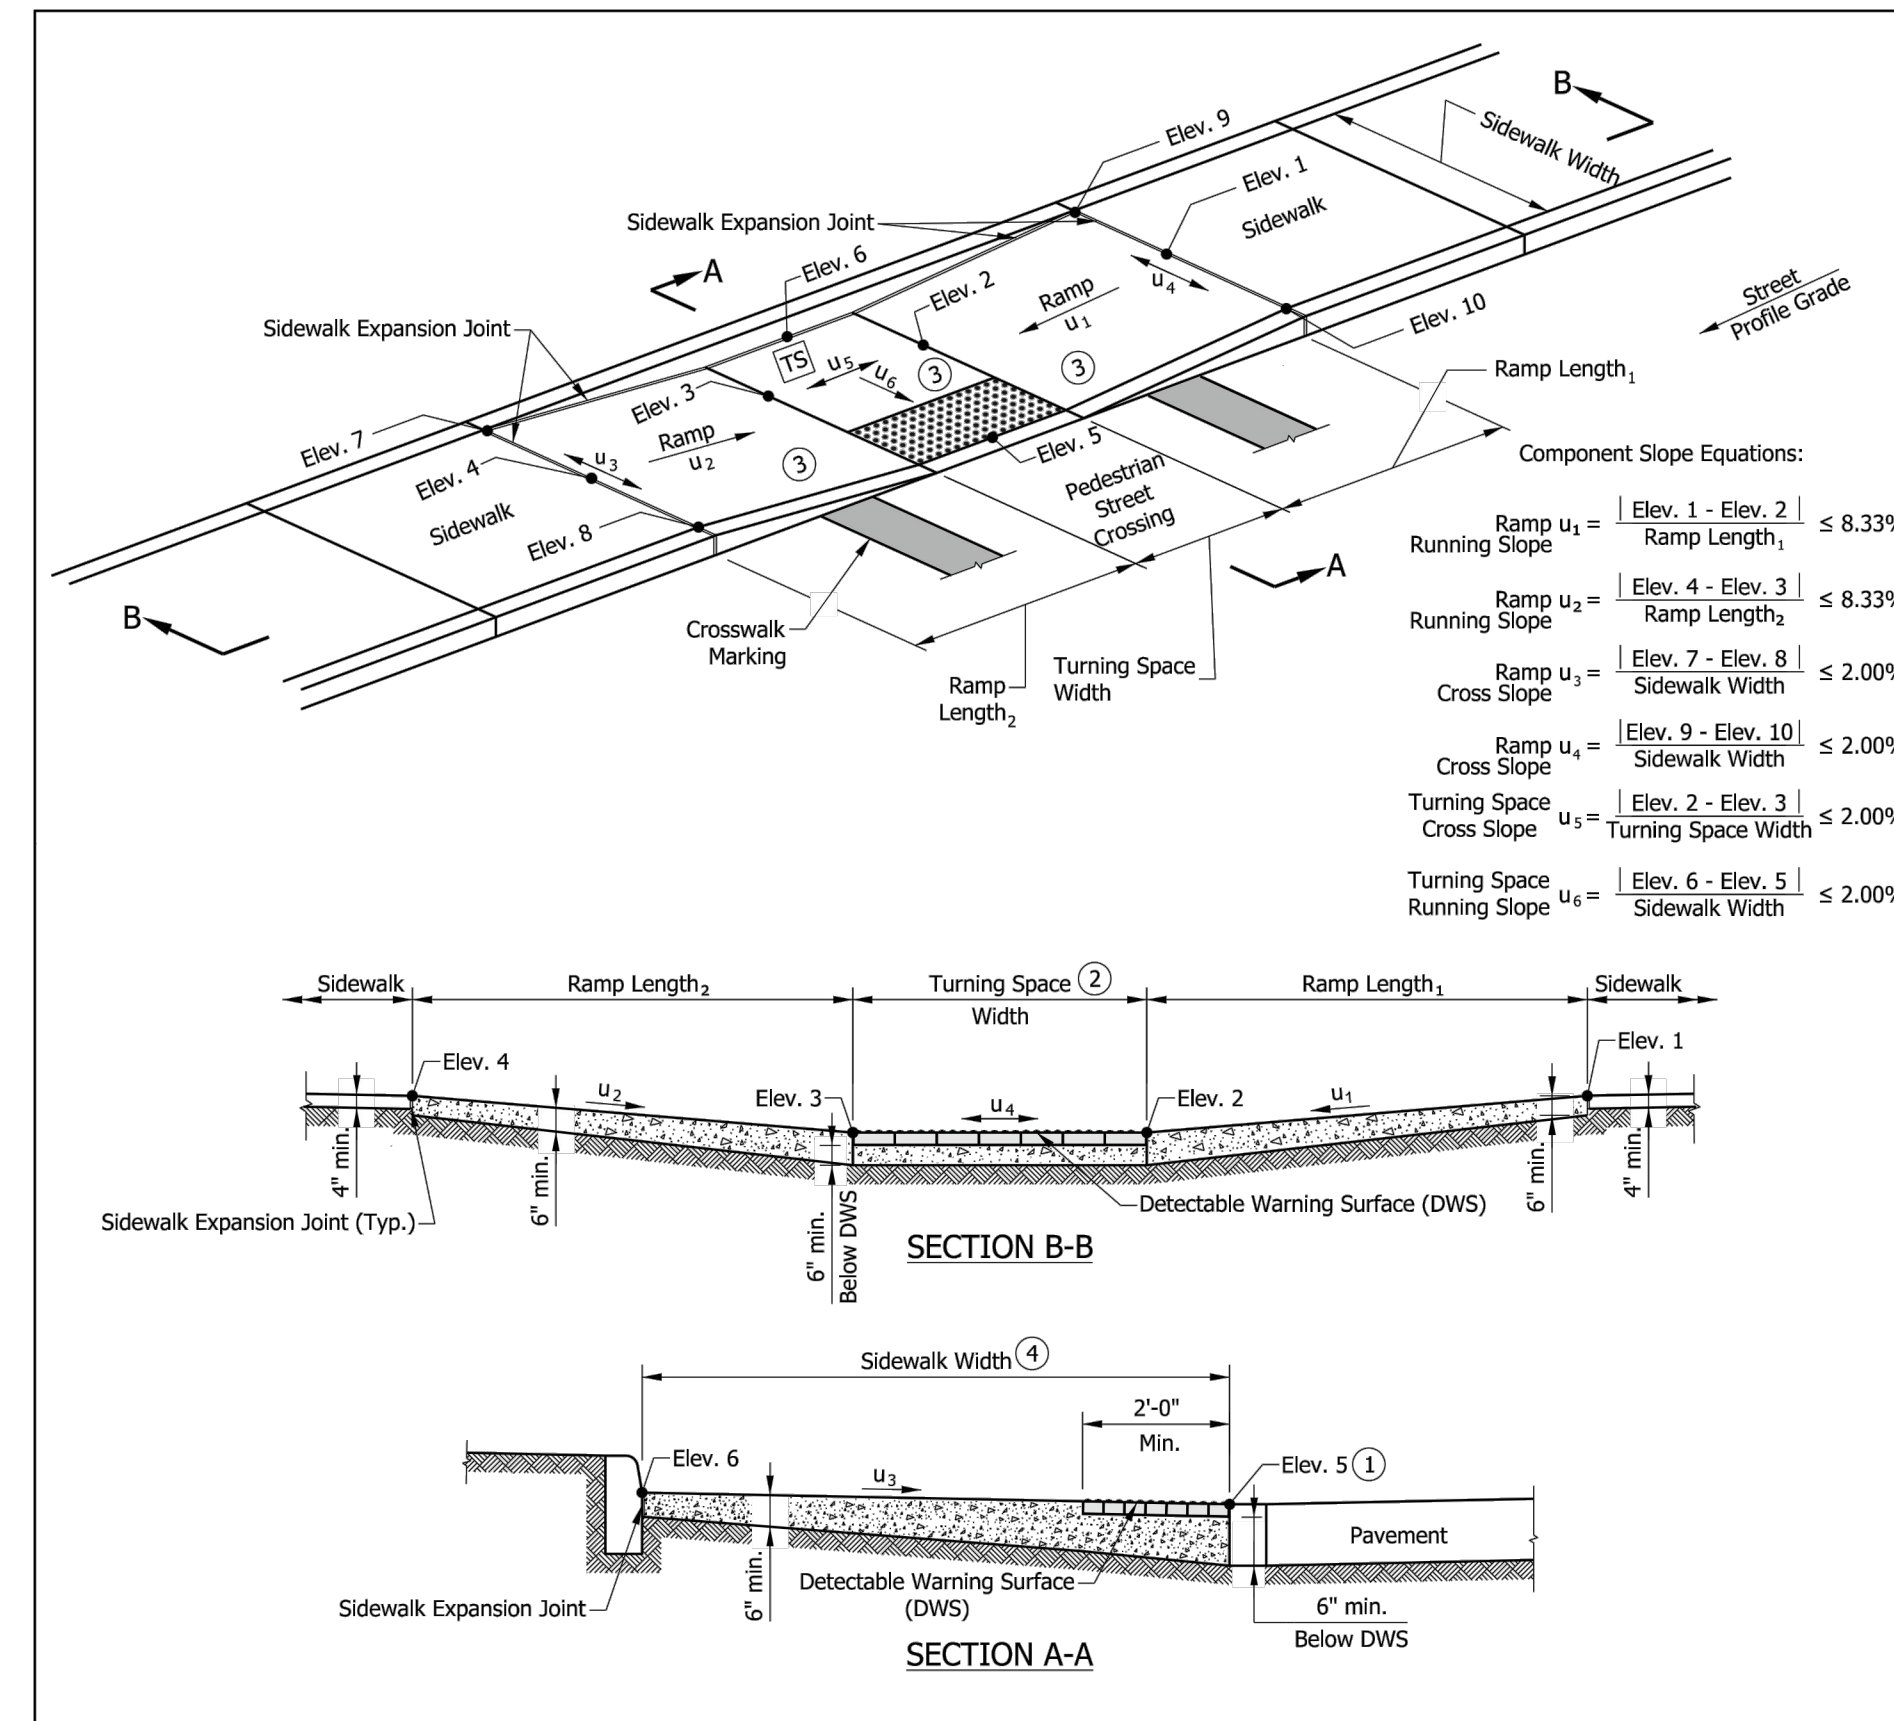 B
Sidewalk Width
Elev. 9
Elev. 1
Sidewalk
Sidewalk Expansion Joint
A
Elev. 6
Elev. 2
Ramp
u1
u4
Elev. 10
Street
Profile Grade
Sidewalk Expansion Joint
TS
u5
u6
3
3
Ramp Length1
Elev. 3
Ramp
u2
3
Elev. 7
Elev. 4
u3
Elev. 5
Pedestrian
Street
Crossing
Sidewalk
Elev. 8
A
B
Crosswalk
Marking
Ramp
Length2
Turning Space
Width
Component Slope Equations:
Ramp u1 = | Elev. 1 - Elev. 2 | ≤ 8.33%
Running Slope Ramp Length1
Ramp u2 = | Elev. 4 - Elev. 3 | ≤ 8.33%
Running Slope Ramp Length2
Ramp u3 = | Elev. 7 - Elev. 8 | ≤ 2.00%
Cross Slope Sidewalk Width
Ramp u4 = |Elev. 9 - Elev. 10| ≤ 2.00%
Cross Slope Sidewalk Width
Turning Space u5 = | Elev. 2 - Elev. 3 | ≤ 2.00%
Cross Slope Turning Space Width
Turning Space u6 = | Elev. 6 - Elev. 5 | ≤ 2.00%
Running Slope Sidewalk Width
Sidewalk Ramp Length2 Turning Space 2 Ramp Length1 Sidewalk
Width
Elev. 4
u2
Elev. 3
u4
Elev. 2
u1
Elev. 1
4" min.
6" min.
6" min.
Below DWS
6" min.
4" min.
Sidewalk Expansion Joint (Typ.)
Detectable Warning Surface (DWS)
SECTION B-B
Sidewalk Width 4
2'-0"
Min.
Elev. 6
u3
Elev. 5 1
Pavement
6" min.
Detectable Warning Surface
(DWS)
Sidewalk Expansion Joint
6" min.
Below DWS
SECTION A-A